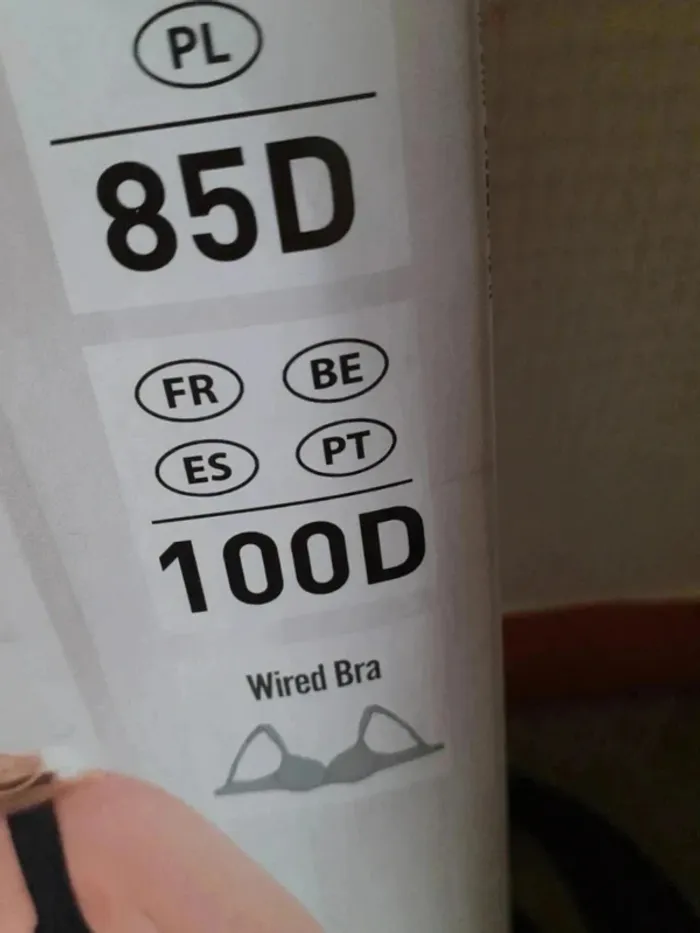 PL
85D
FR BE
ES PT
100D
Wired Bra